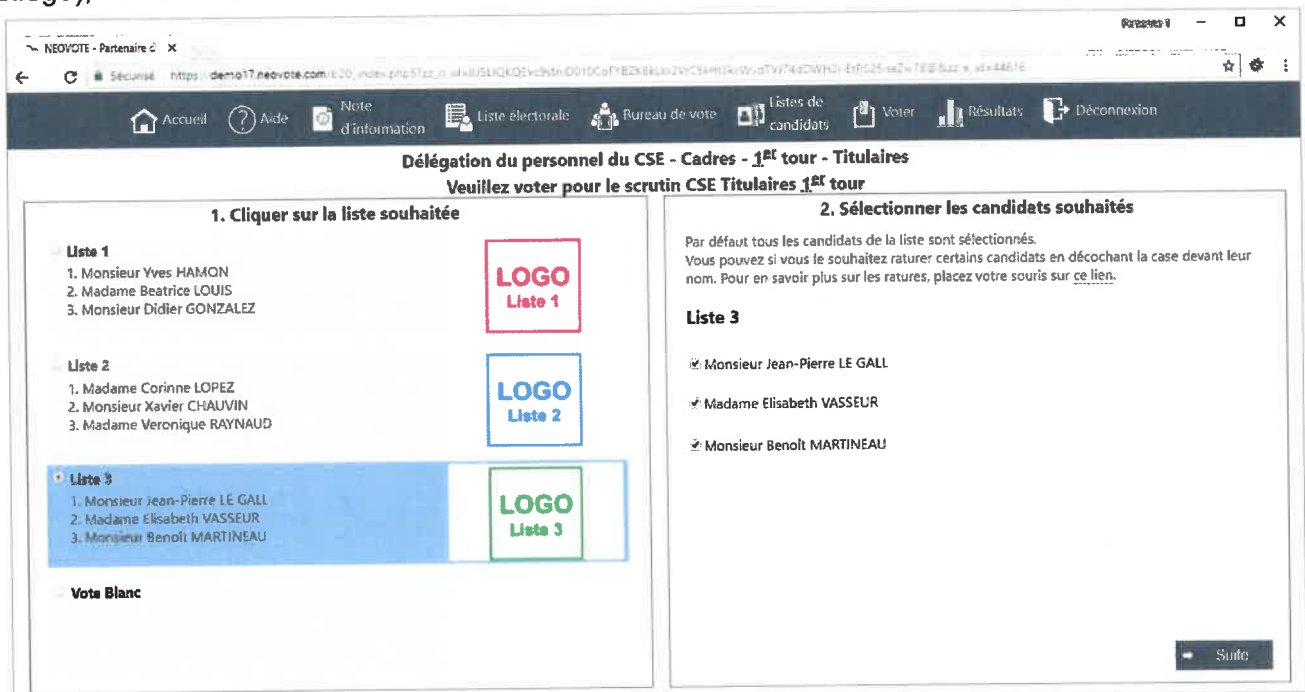 NEOVOTE - Partenaire d
Sécurisé https: demo17.neovote.com
Accueil
Aide
Note d'information
Liste électorale
Bureau de vote
Listes de candidats
Voter
Résultats
Déconnexion
Délégation du personnel du CSE - Cadres - 1er tour - Titulaires
Veuillez voter pour le scrutin CSE Titulaires 1er tour
1. Cliquer sur la liste souhaitée
Liste 1
1. Monsieur Yves HAMON
2. Madame Beatrice LOUIS
3. Monsieur Didier GONZALEZ
LOGO
Liste 1
Liste 2
1. Madame Corinne LOPEZ
2. Monsieur Xavier CHAUVIN
3. Madame Veronique RAYNAUD
LOGO
Liste 2
Liste 3
1. Monsieur Jean-Pierre LE GALL
2. Madame Elisabeth VASSEUR
3. Monsieur Benoît MARTINEAU
LOGO
Liste 3
Vote Blanc
2. Sélectionner les candidats souhaités
Par défaut tous les candidats de la liste sont sélectionnés.
Vous pouvez si vous le souhaitez raturer certains candidats en décochant la case devant leur
nom. Pour en savoir plus sur les ratures, placez votre souris sur ce lien.
Liste 3
Monsieur Jean-Pierre LE GALL
Madame Elisabeth VASSEUR
Monsieur Benoît MARTINEAU
Suite